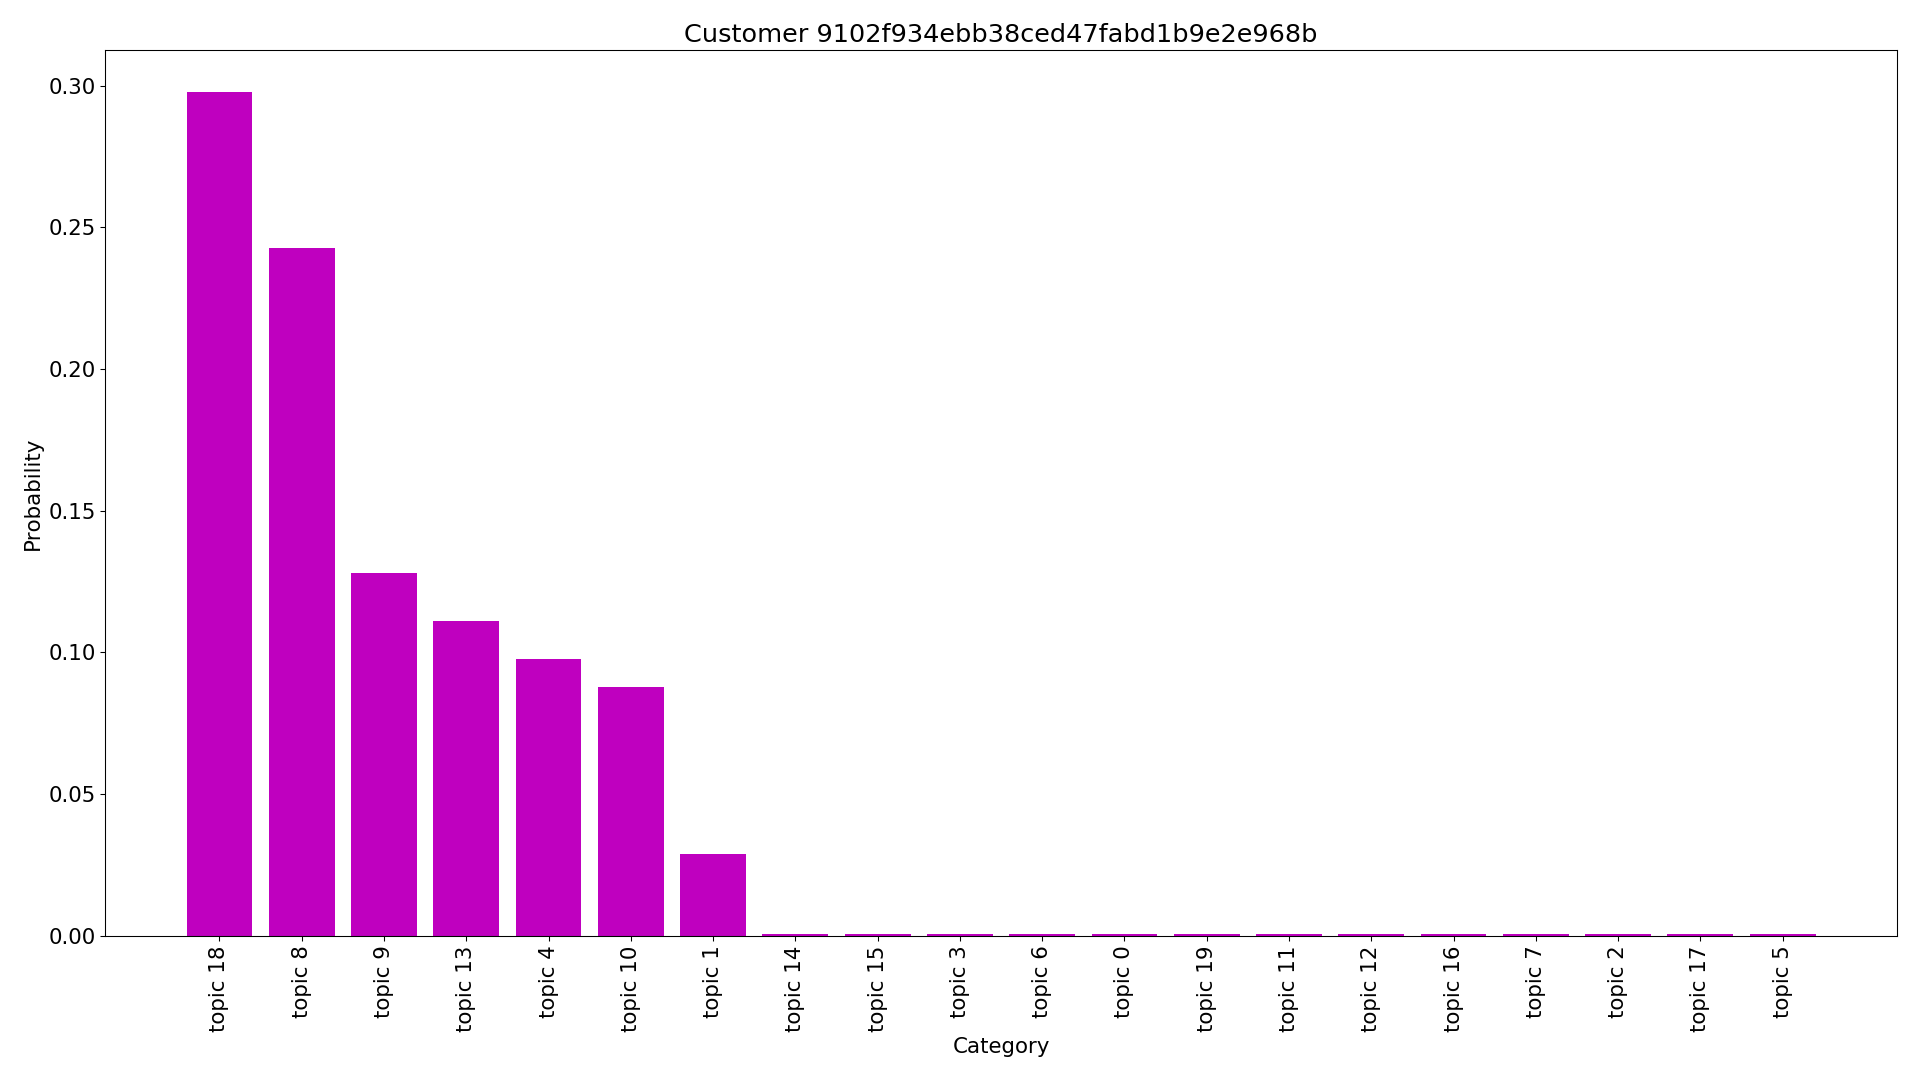 Customer 9102f934ebb38ced47fabd1b9e2e968b
Probability
0.30
0.25
0.20
0.15
0.10
0.05
0.00
topic 18
topic 8
topic 9
topic 13
topic 4
topic 10
topic 1
topic 14
topic 15
topic 3
topic 6
topic 0
topic 19
topic 11
topic 12
topic 16
topic 7
topic 2
topic 17
topic 5
Category